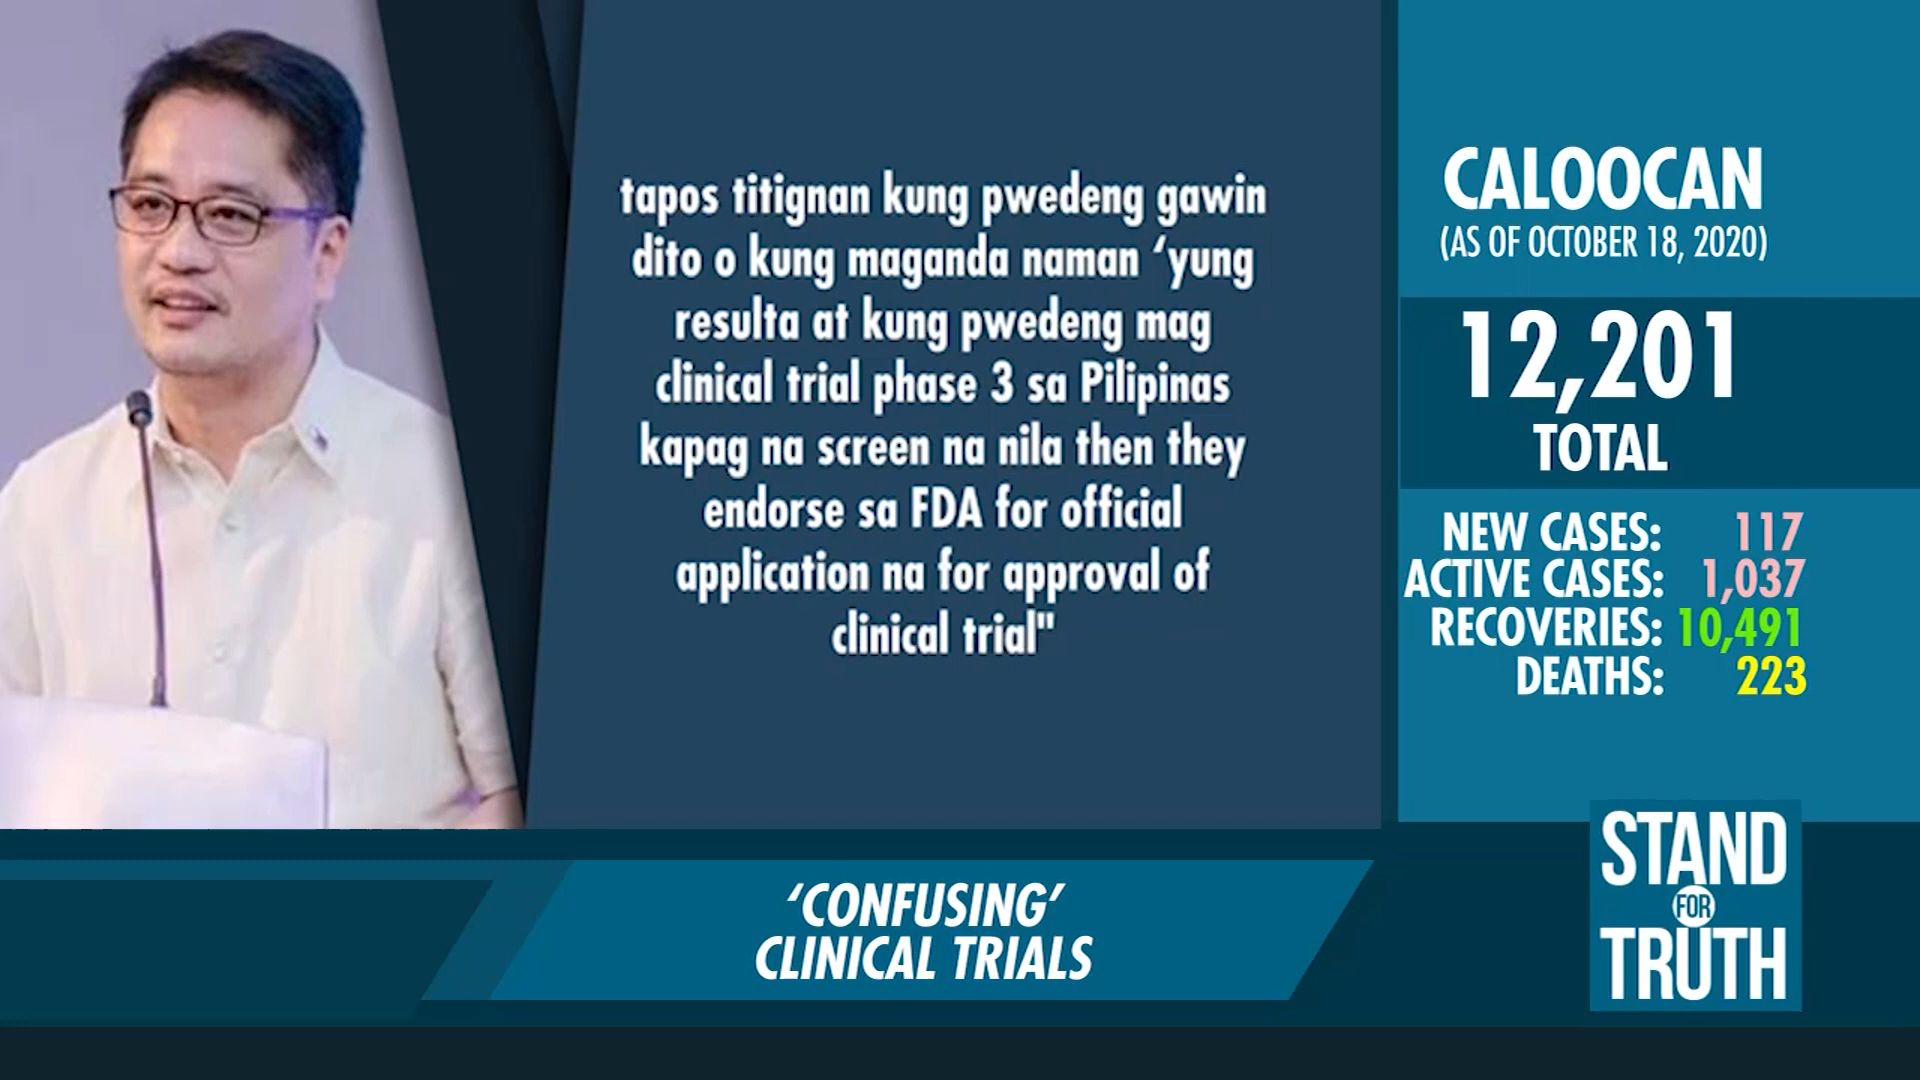 tapos titignan kung pwedeng gawin
dito o kung maganda naman ‘yung
resulta at kung pwedeng mag
clinical trial phase 3 sa Pilipinas
kapag na screen na nila then they
endorse sa FDA for official
application na for approval of
clinical trial"
CALOOCAN
(AS OF OCTOBER 18, 2020)
12,201
TOTAL
NEW CASES: 117
ACTIVE CASES: 1,037
RECOVERIES: 10,491
DEATHS: 223
‘CONFUSING’
CLINICAL TRIALS
STAND
FOR
TRUTH